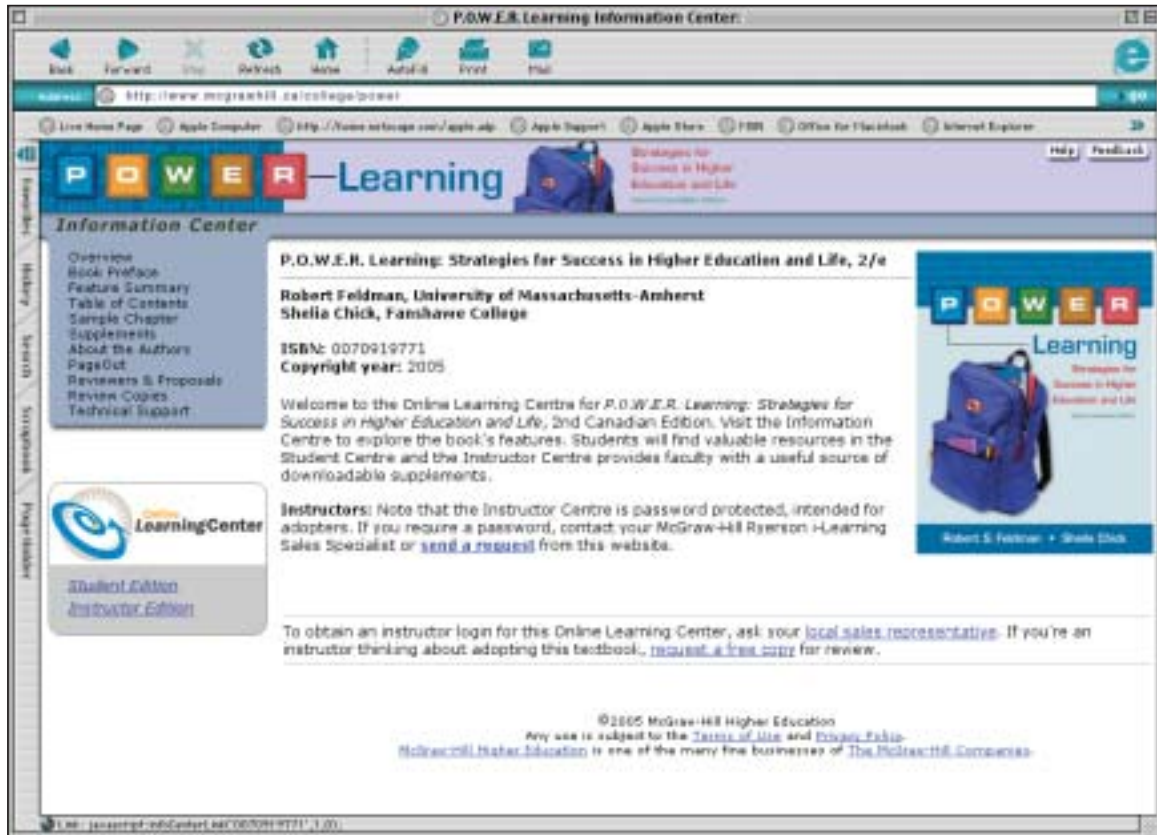 P.O.W.E.R. Learning Information Center:
Back Forward Stop Refresh Home AutoFill Print Mail
Address http://www.mcgrawhill.ca/college/power go
Live Home Page Apple Computer Apple Support Apple Store MSN Office for Macintosh Internet Explorer
Help Feedback
P O W E R Learning
Strategies for
Success in Higher
Education and Life
Information Center
Favorites
History
Search
Scrapbook
Page Holder
Overview
Book Preface
Feature Summary
Table of Contents
Sample Chapter
Supplements
About the Authors
PageOut
Reviewers & Proposals
Review Copies
Technical Support
LearningCenter
Student Edition
Instructor Edition
P.O.W.E.R. Learning: Strategies for Success in Higher Education and Life, 2/e
Robert Feldman, University of Massachusetts-Amherst
Shelia Chick, Fanshawe College
ISBN: 0070919771
Copyright year: 2005
Welcome to the Online Learning Centre for P.O.W.E.R. Learning: Strategies for
Success in Higher Education and Life, 2nd Canadian Edition. Visit the Information
Centre to explore the book's features. Students will find valuable resources in the
Student Centre and the Instructor Centre provides faculty with a useful source of
downloadable supplements.
Instructors: Note that the Instructor Centre is password protected, intended for
adopters. If you require a password, contact your McGraw-Hill Ryerson i-Learning
Sales Specialist or send a request from this website.
P O W E R
Learning
Strategies for
Success in Higher
Education and Life
Robert S. Feldman • Sheila Chick
To obtain an instructor login for this Online Learning Center, ask your local sales representative. If you're an
instructor thinking about adopting this textbook, request a free copy for review.
©2005 McGraw-Hill Higher Education
Any use is subject to the Terms of Use and Privacy Policy.
McGraw-Hill Higher Education is one of the many fine businesses of The McGraw-Hill Companies.